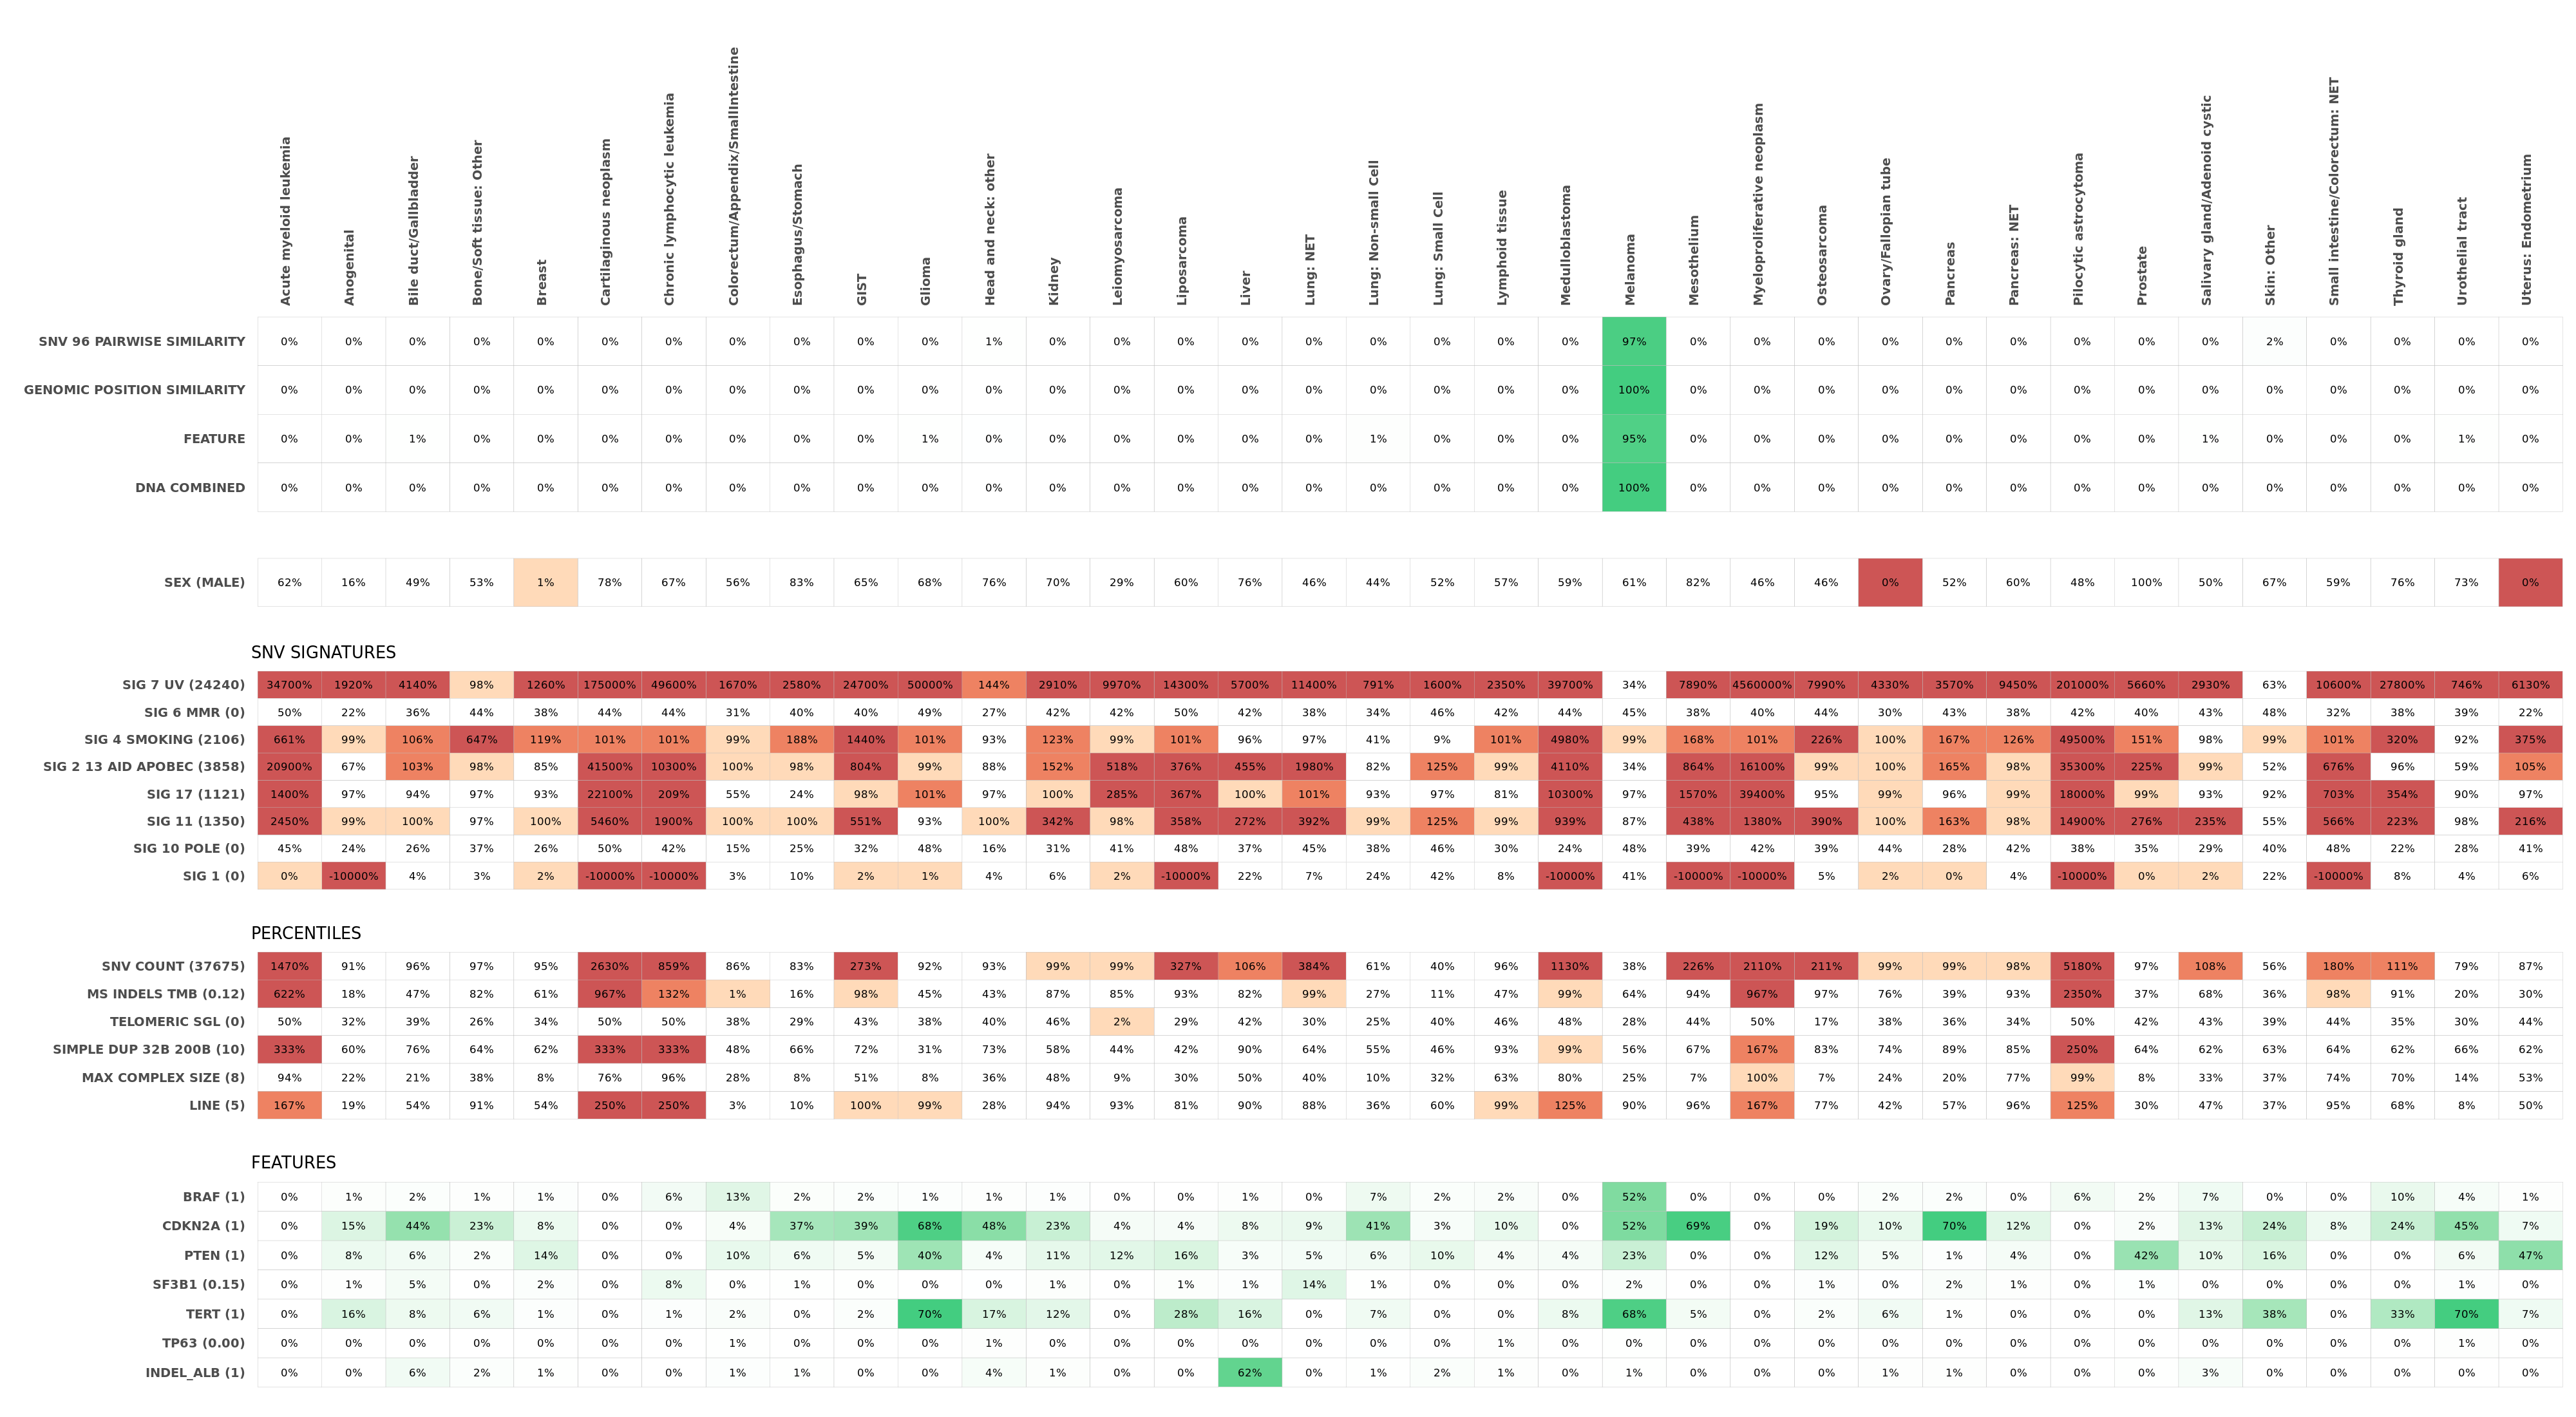 Acute myeloid leukemia Anogenital Bile duct/Gallbladder Bone/Soft tissue: Other Breast Cartilaginous neoplasm Chronic lymphocytic leukemia Colorectum/Appendix/SmallIntestine Esophagus/Stomach GIST Glioma Head and neck: other Kidney Leiomyosarcoma Liposarcoma Liver Lung: NET Lung: Non-small Cell Lung: Small Cell Lymphoid tissue Medulloblastoma Melanoma Mesothelium Myeloproliferative neoplasm Osteosarcoma Ovary/Fallopian tube Pancreas Pancreas: NET Pilocytic astrocytoma Prostate Salivary gland/Adenoid cystic Skin: Other Small intestine/Colorectum: NET Thyroid gland Urothelial tract Uterus: Endometrium
SNV 96 PAIRWISE SIMILARITY 0% 0% 0% 0% 0% 0% 0% 0% 0% 0% 0% 1% 0% 0% 0% 0% 0% 0% 0% 0% 0% 97% 0% 0% 0% 0% 0% 0% 0% 0% 0% 2% 0% 0% 0% 0%
GENOMIC POSITION SIMILARITY 0% 0% 0% 0% 0% 0% 0% 0% 0% 0% 0% 0% 0% 0% 0% 0% 0% 0% 0% 0% 0% 100% 0% 0% 0% 0% 0% 0% 0% 0% 0% 0% 0% 0% 0% 0%
FEATURE 0% 0% 1% 0% 0% 0% 0% 0% 0% 0% 1% 0% 0% 0% 0% 0% 0% 1% 0% 0% 0% 95% 0% 0% 0% 0% 0% 0% 0% 0% 1% 0% 0% 0% 1% 0%
DNA COMBINED 0% 0% 0% 0% 0% 0% 0% 0% 0% 0% 0% 0% 0% 0% 0% 0% 0% 0% 0% 0% 0% 100% 0% 0% 0% 0% 0% 0% 0% 0% 0% 0% 0% 0% 0% 0%
SEX (MALE) 62% 16% 49% 53% 1% 78% 67% 56% 83% 65% 68% 76% 70% 29% 60% 76% 46% 44% 52% 57% 59% 61% 82% 46% 46% 0% 52% 60% 48% 100% 50% 67% 59% 76% 73% 0%
SNV SIGNATURES
SIG 7 UV (24240) 34700% 1920% 4140% 98% 1260% 175000% 49600% 1670% 2580% 24700% 50000% 144% 2910% 9970% 14300% 5700% 11400% 791% 1600% 2350% 39700% 34% 7890% 4560000% 7990% 4330% 3570% 9450% 201000% 5660% 2930% 63% 10600% 27800% 746% 6130%
SIG 6 MMR (0) 50% 22% 36% 44% 38% 44% 44% 31% 40% 40% 49% 27% 42% 42% 50% 42% 38% 34% 46% 42% 44% 45% 38% 40% 44% 30% 43% 38% 42% 40% 43% 48% 32% 38% 39% 22%
SIG 4 SMOKING (2106) 661% 99% 106% 647% 119% 101% 101% 99% 188% 1440% 101% 93% 123% 99% 101% 96% 97% 41% 9% 101% 4980% 99% 168% 101% 226% 100% 167% 126% 49500% 151% 98% 99% 101% 320% 92% 375%
SIG 2 13 AID APOBEC (3858) 20900% 67% 103% 98% 85% 41500% 10300% 100% 98% 804% 99% 88% 152% 518% 376% 455% 1980% 82% 125% 99% 4110% 34% 864% 16100% 99% 100% 165% 98% 35300% 225% 99% 52% 676% 96% 59% 105%
SIG 17 (1121) 1400% 97% 94% 97% 93% 22100% 209% 55% 24% 98% 101% 97% 100% 285% 367% 100% 101% 93% 97% 81% 10300% 97% 1570% 39400% 95% 99% 96% 99% 18000% 99% 93% 92% 703% 354% 90% 97%
SIG 11 (1350) 2450% 99% 100% 97% 100% 5460% 1900% 100% 100% 551% 93% 100% 342% 98% 358% 272% 392% 99% 125% 99% 939% 87% 438% 1380% 390% 100% 163% 98% 14900% 276% 235% 55% 566% 223% 98% 216%
SIG 10 POLE (0) 45% 24% 26% 37% 26% 50% 42% 15% 25% 32% 48% 16% 31% 41% 48% 37% 45% 38% 46% 30% 24% 48% 39% 42% 39% 44% 28% 42% 38% 35% 29% 40% 48% 22% 28% 41%
SIG 1 (0) 0% -10000% 4% 3% 2% -10000% -10000% 3% 10% 2% 1% 4% 6% 2% -10000% 22% 7% 24% 42% 8% -10000% 41% -10000% -10000% 5% 2% 0% 4% -10000% 0% 2% 22% -10000% 8% 4% 6%
PERCENTILES
SNV COUNT (37675) 1470% 91% 96% 97% 95% 2630% 859% 86% 83% 273% 92% 93% 99% 99% 327% 106% 384% 61% 40% 96% 1130% 38% 226% 2110% 211% 99% 99% 98% 5180% 97% 108% 56% 180% 111% 79% 87%
MS INDELS TMB (0.12) 622% 18% 47% 82% 61% 967% 132% 1% 16% 98% 45% 43% 87% 85% 93% 82% 99% 27% 11% 47% 99% 64% 94% 967% 97% 76% 39% 93% 2350% 37% 68% 36% 98% 91% 20% 30%
TELOMERIC SGL (0) 50% 32% 39% 26% 34% 50% 50% 38% 29% 43% 38% 40% 46% 2% 29% 42% 30% 25% 40% 46% 48% 28% 44% 50% 17% 38% 36% 34% 50% 42% 43% 39% 44% 35% 30% 44%
SIMPLE DUP 32B 200B (10) 333% 60% 76% 64% 62% 333% 333% 48% 66% 72% 31% 73% 58% 44% 42% 90% 64% 55% 46% 93% 99% 56% 67% 167% 83% 74% 89% 85% 250% 64% 62% 63% 64% 62% 66% 62%
MAX COMPLEX SIZE (8) 94% 22% 21% 38% 8% 76% 96% 28% 8% 51% 8% 36% 48% 9% 30% 50% 40% 10% 32% 63% 80% 25% 7% 100% 7% 24% 20% 77% 99% 8% 33% 37% 74% 70% 14% 53%
LINE (5) 167% 19% 54% 91% 54% 250% 250% 3% 10% 100% 99% 28% 94% 93% 81% 90% 88% 36% 60% 99% 125% 90% 96% 167% 77% 42% 57% 96% 125% 30% 47% 37% 95% 68% 8% 50%
FEATURES
BRAF (1) 0% 1% 2% 1% 1% 0% 6% 13% 2% 2% 1% 1% 1% 0% 0% 1% 0% 7% 2% 2% 0% 52% 0% 0% 0% 2% 2% 0% 6% 2% 7% 0% 0% 10% 4% 1%
CDKN2A (1) 0% 15% 44% 23% 8% 0% 0% 4% 37% 39% 68% 48% 23% 4% 4% 8% 9% 41% 3% 10% 0% 52% 69% 0% 19% 10% 70% 12% 0% 2% 13% 24% 8% 24% 45% 7%
PTEN (1) 0% 8% 6% 2% 14% 0% 0% 10% 6% 5% 40% 4% 11% 12% 16% 3% 5% 6% 10% 4% 4% 23% 0% 0% 12% 5% 1% 4% 0% 42% 10% 16% 0% 0% 6% 47%
SF3B1 (0.15) 0% 1% 5% 0% 2% 0% 8% 0% 1% 0% 0% 0% 1% 0% 1% 1% 14% 1% 0% 0% 0% 2% 0% 0% 1% 0% 2% 1% 0% 1% 0% 0% 0% 0% 1% 0%
TERT (1) 0% 16% 8% 6% 1% 0% 1% 2% 0% 2% 70% 17% 12% 0% 28% 16% 0% 7% 0% 0% 8% 68% 5% 0% 2% 6% 1% 0% 0% 0% 13% 38% 0% 33% 70% 7%
TP63 (0.00) 0% 0% 0% 0% 0% 0% 0% 1% 0% 0% 0% 1% 0% 0% 0% 0% 0% 0% 0% 1% 0% 0% 0% 0% 0% 0% 0% 0% 0% 0% 0% 0% 0% 0% 1% 0%
INDEL_ALB (1) 0% 0% 6% 2% 1% 0% 0% 1% 1% 0% 0% 4% 1% 0% 0% 62% 0% 1% 2% 1% 0% 1% 0% 0% 0% 1% 1% 0% 0% 0% 3% 0% 0% 0% 0% 0%